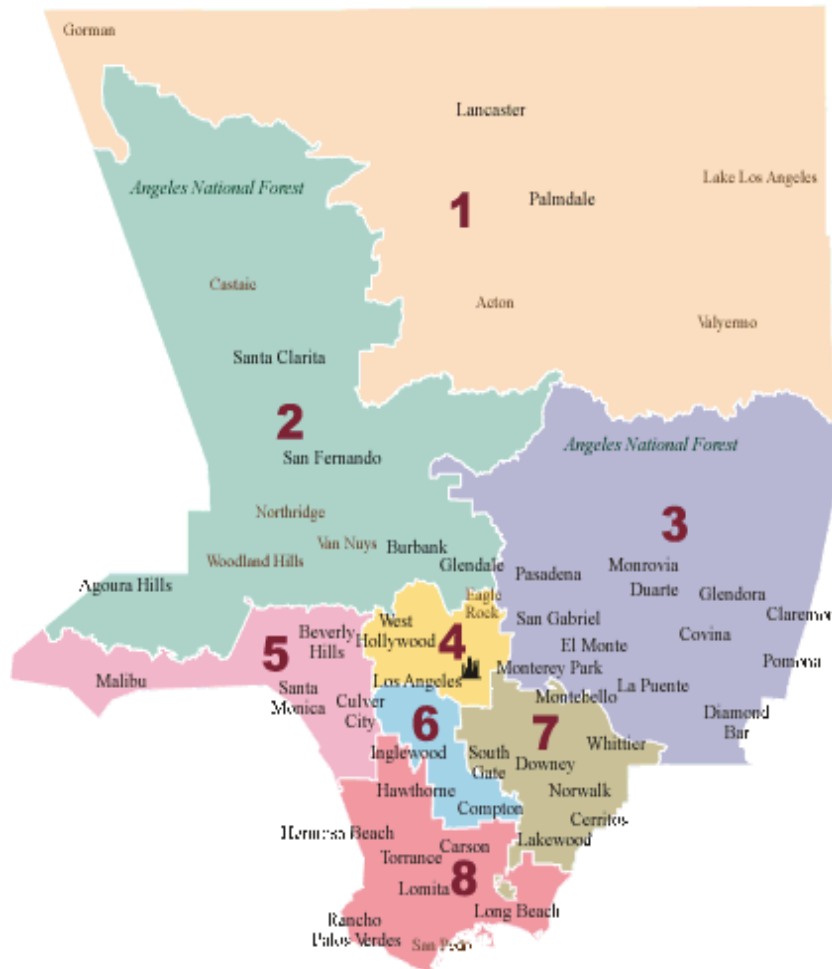 Gorman
Lancaster
Lake Los Angeles
Angeles National Forest
Palmdale
1
Castaic
Acton
Valyermo
Santa Clarita
2
Angeles National Forest
San Fernando
Northridge
3
Van Nuys
Burbank
Woodland Hills
Glendale
Monrovia
Pasadena
Agoura Hills
Duarte
Glendora
Eagle
Rock
West
Hollywood
San Gabriel
Claremon
Beverly
Hills
4
Covina
El Monte
5
Monterey Park
Pomona
Malibu
Los Angeles
La Puente
Santa
Monica
Montebello
Culver
City
Diamond
Bar
6
7
Whittier
Inglewood
South
Gate
Downey
Hawthorne
Norwalk
Compton
Cerritos
Hermosa Beach
Lakewood
Carson
Torrance
8
Lomita
Long Beach
Rancho
Palos Verdes
San Pedro